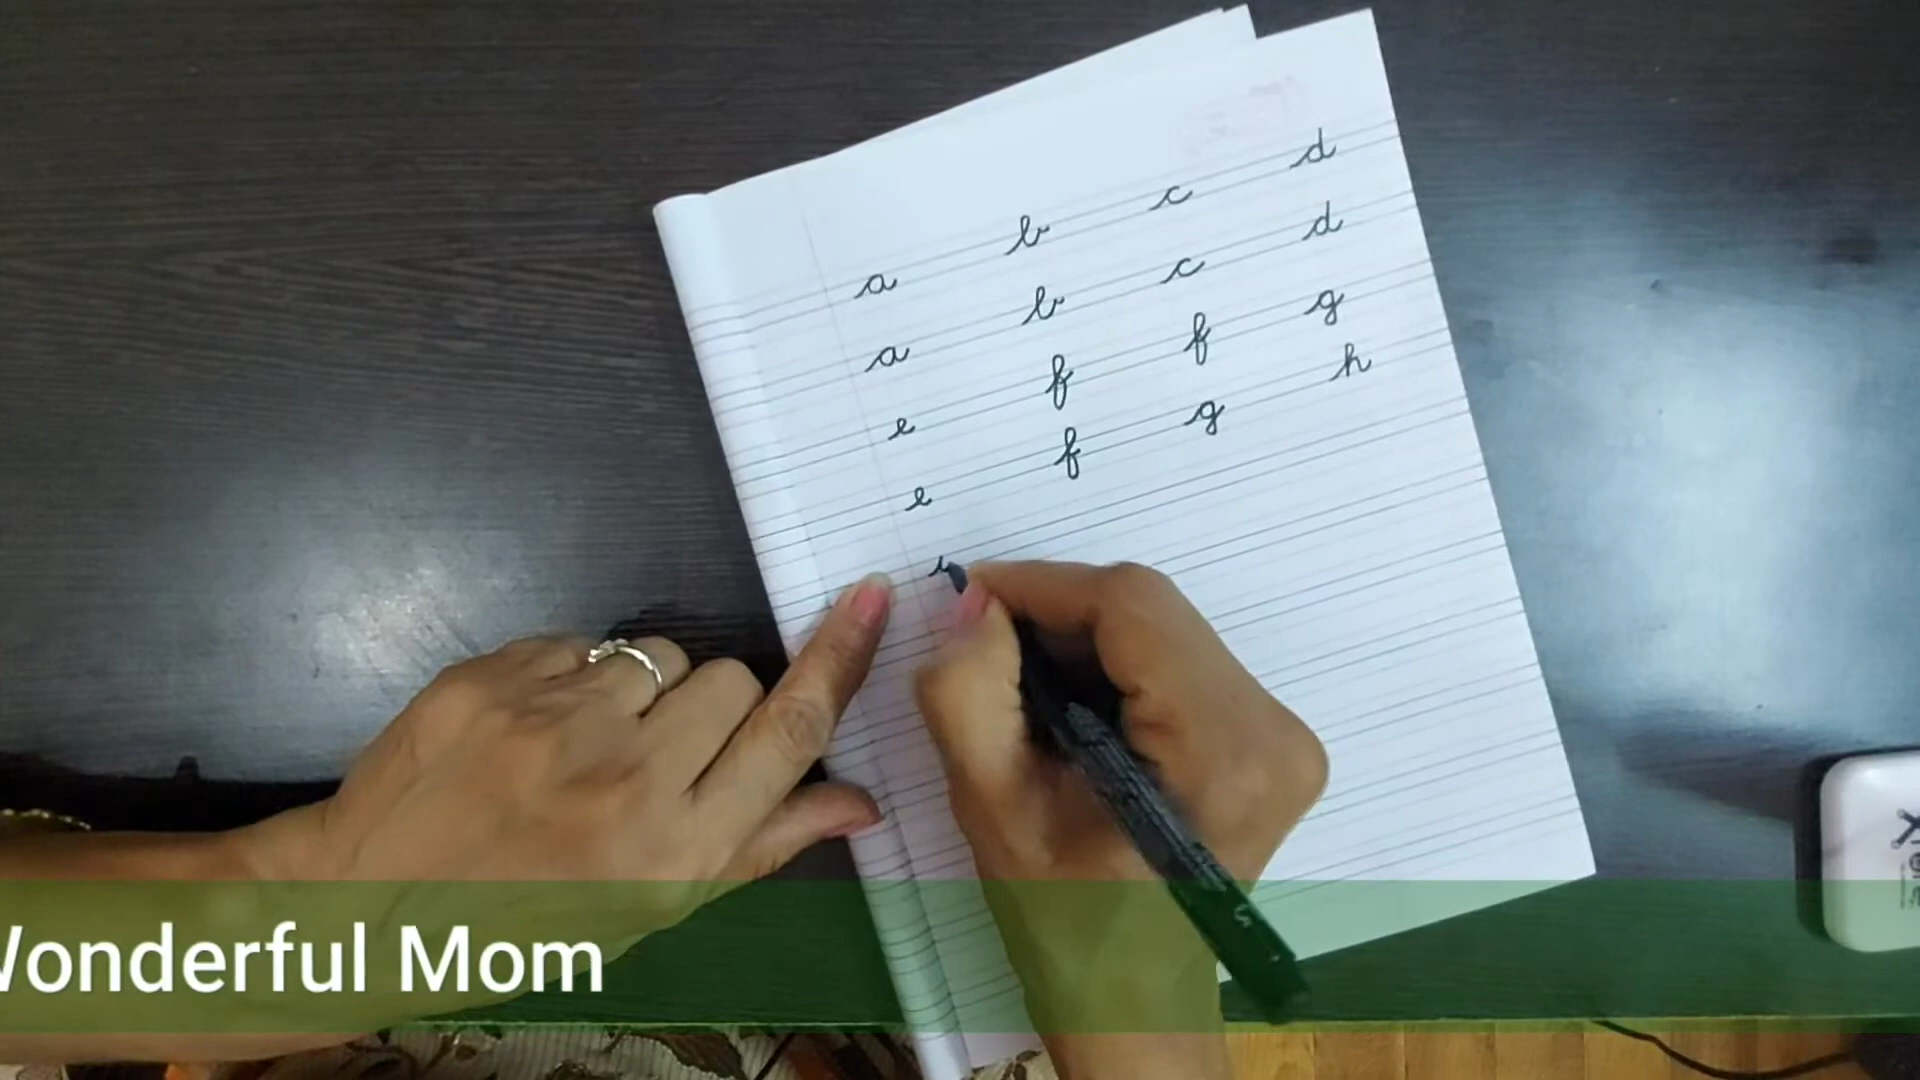 a b c d
a b c d
e f f g
e f g h
i
Wonderful Mom